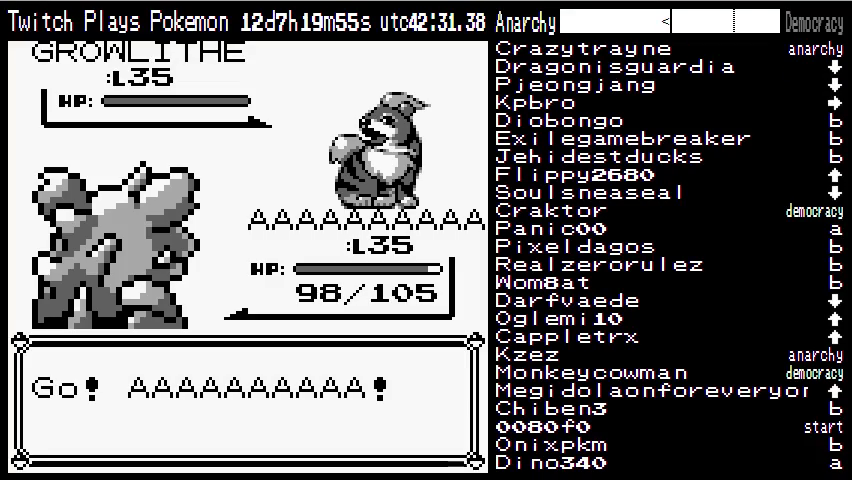 Twitch Plays Pokemon 12d7h19m55s utc42:31.38
Anarchy < Democracy
GROWLITHE
:L35
HP:
AAAAAAAAAA
:L35
HP:
98/105
Go! AAAAAAAAAA!
Crazytrayne anarchy
Dragonisguardia ↓
Pjeongjang ↓
Kpbro →
Diobongo b
Exilegamebreaker b
Jehidestducks b
Flippy2680 ↑
Soulsneaseal ↓
Craktor democracy
Panic00 a
Pixeldagos b
Realzerorulez b
Wom8at b
Darfvaede ↓
Oglemi10 ↑
Cappletrx ↑
Kzez anarchy
Monkeycowman democracy
Megidolaonforeveryor ↑
Chiben3 b
0080f0 start
Onixpkm b
Dino340 a